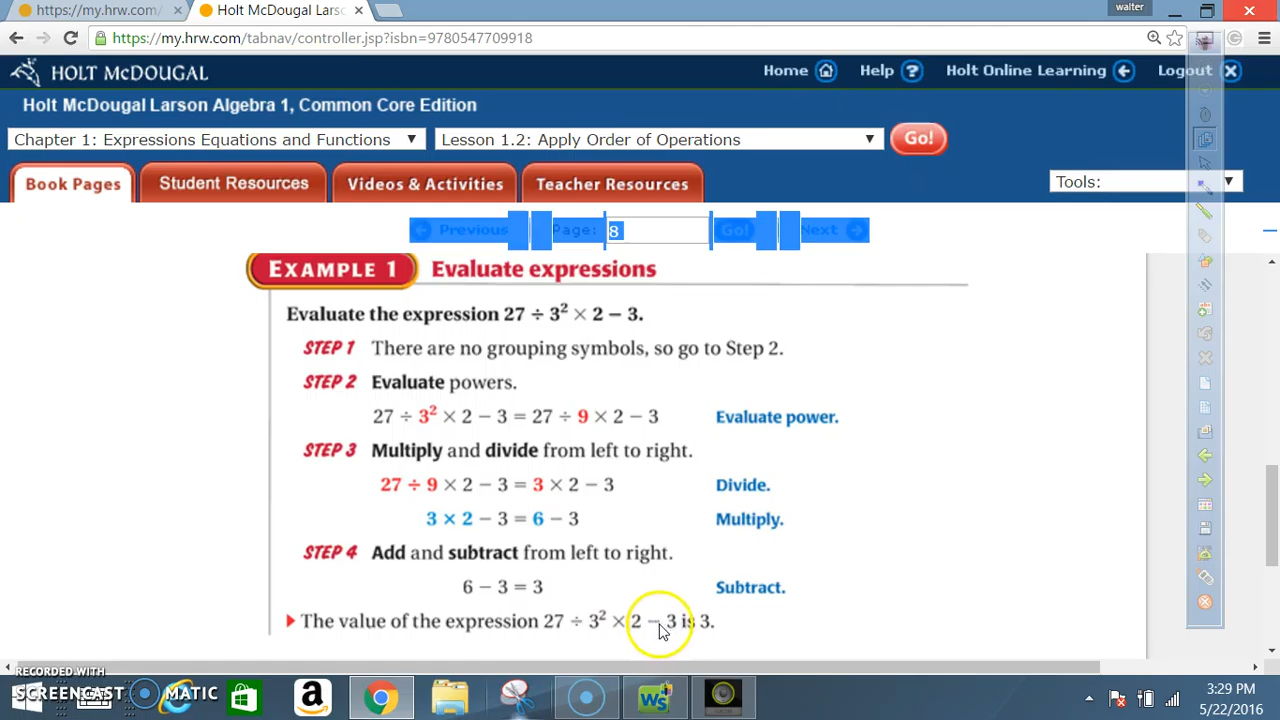 https://my.hrw.com/tabnav/ × Holt McDougal Lars × walter
https://my.hrw.com/tabnav/controller.jsp?isbn=9780547709918
HOLT McDOUGAL Home Help ? Holt Online Learning Logout X
Holt McDougal Larson Algebra 1, Common Core Edition
Chapter 1: Expressions Equations and Functions Lesson 1.2: Apply Order of Operations Go!
Book Pages Student Resources Videos & Activities Teacher Resources Tools:
Previous Page: 8 Go! Next
EXAMPLE 1 Evaluate expressions
Evaluate the expression 27 ÷ 3² × 2 − 3.
STEP 1 There are no grouping symbols, so go to Step 2.
STEP 2 Evaluate powers.
27 ÷ 3² × 2 − 3 = 27 ÷ 9 × 2 − 3 Evaluate power.
STEP 3 Multiply and divide from left to right.
27 ÷ 9 × 2 − 3 = 3 × 2 − 3 Divide.
3 × 2 − 3 = 6 − 3 Multiply.
STEP 4 Add and subtract from left to right.
6 − 3 = 3 Subtract.
The value of the expression 27 ÷ 3² × 2 − 3 is 3.
RECORDED WITH
SCREENCAST MATIC
WS
3:29 PM
5/22/2016